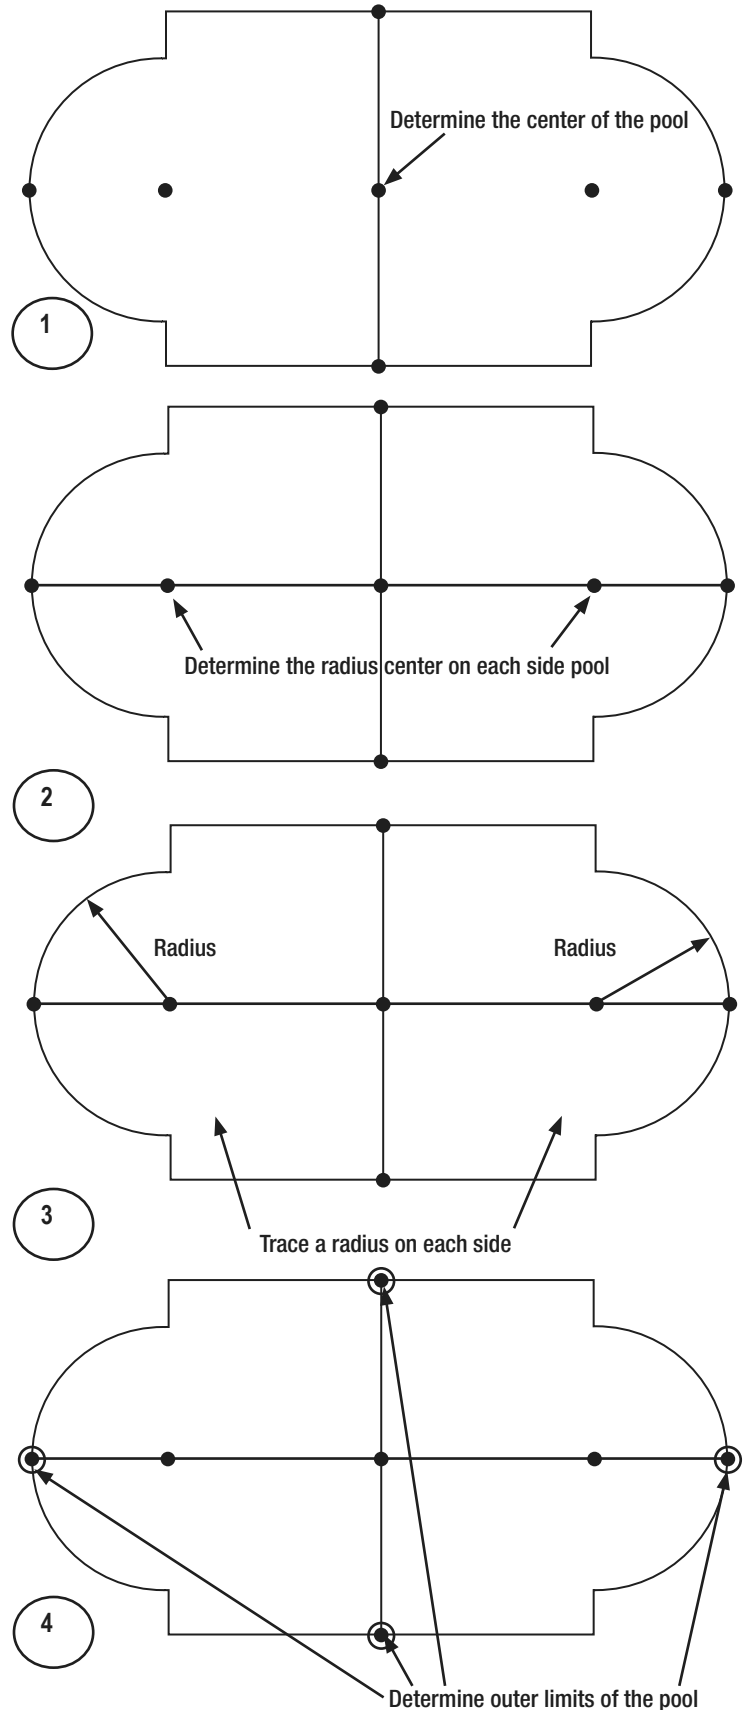 Determine the center of the pool
1
Determine the radius center on each side pool
2
Radius
Radius
3
Trace a radius on each side
4
Determine outer limits of the pool